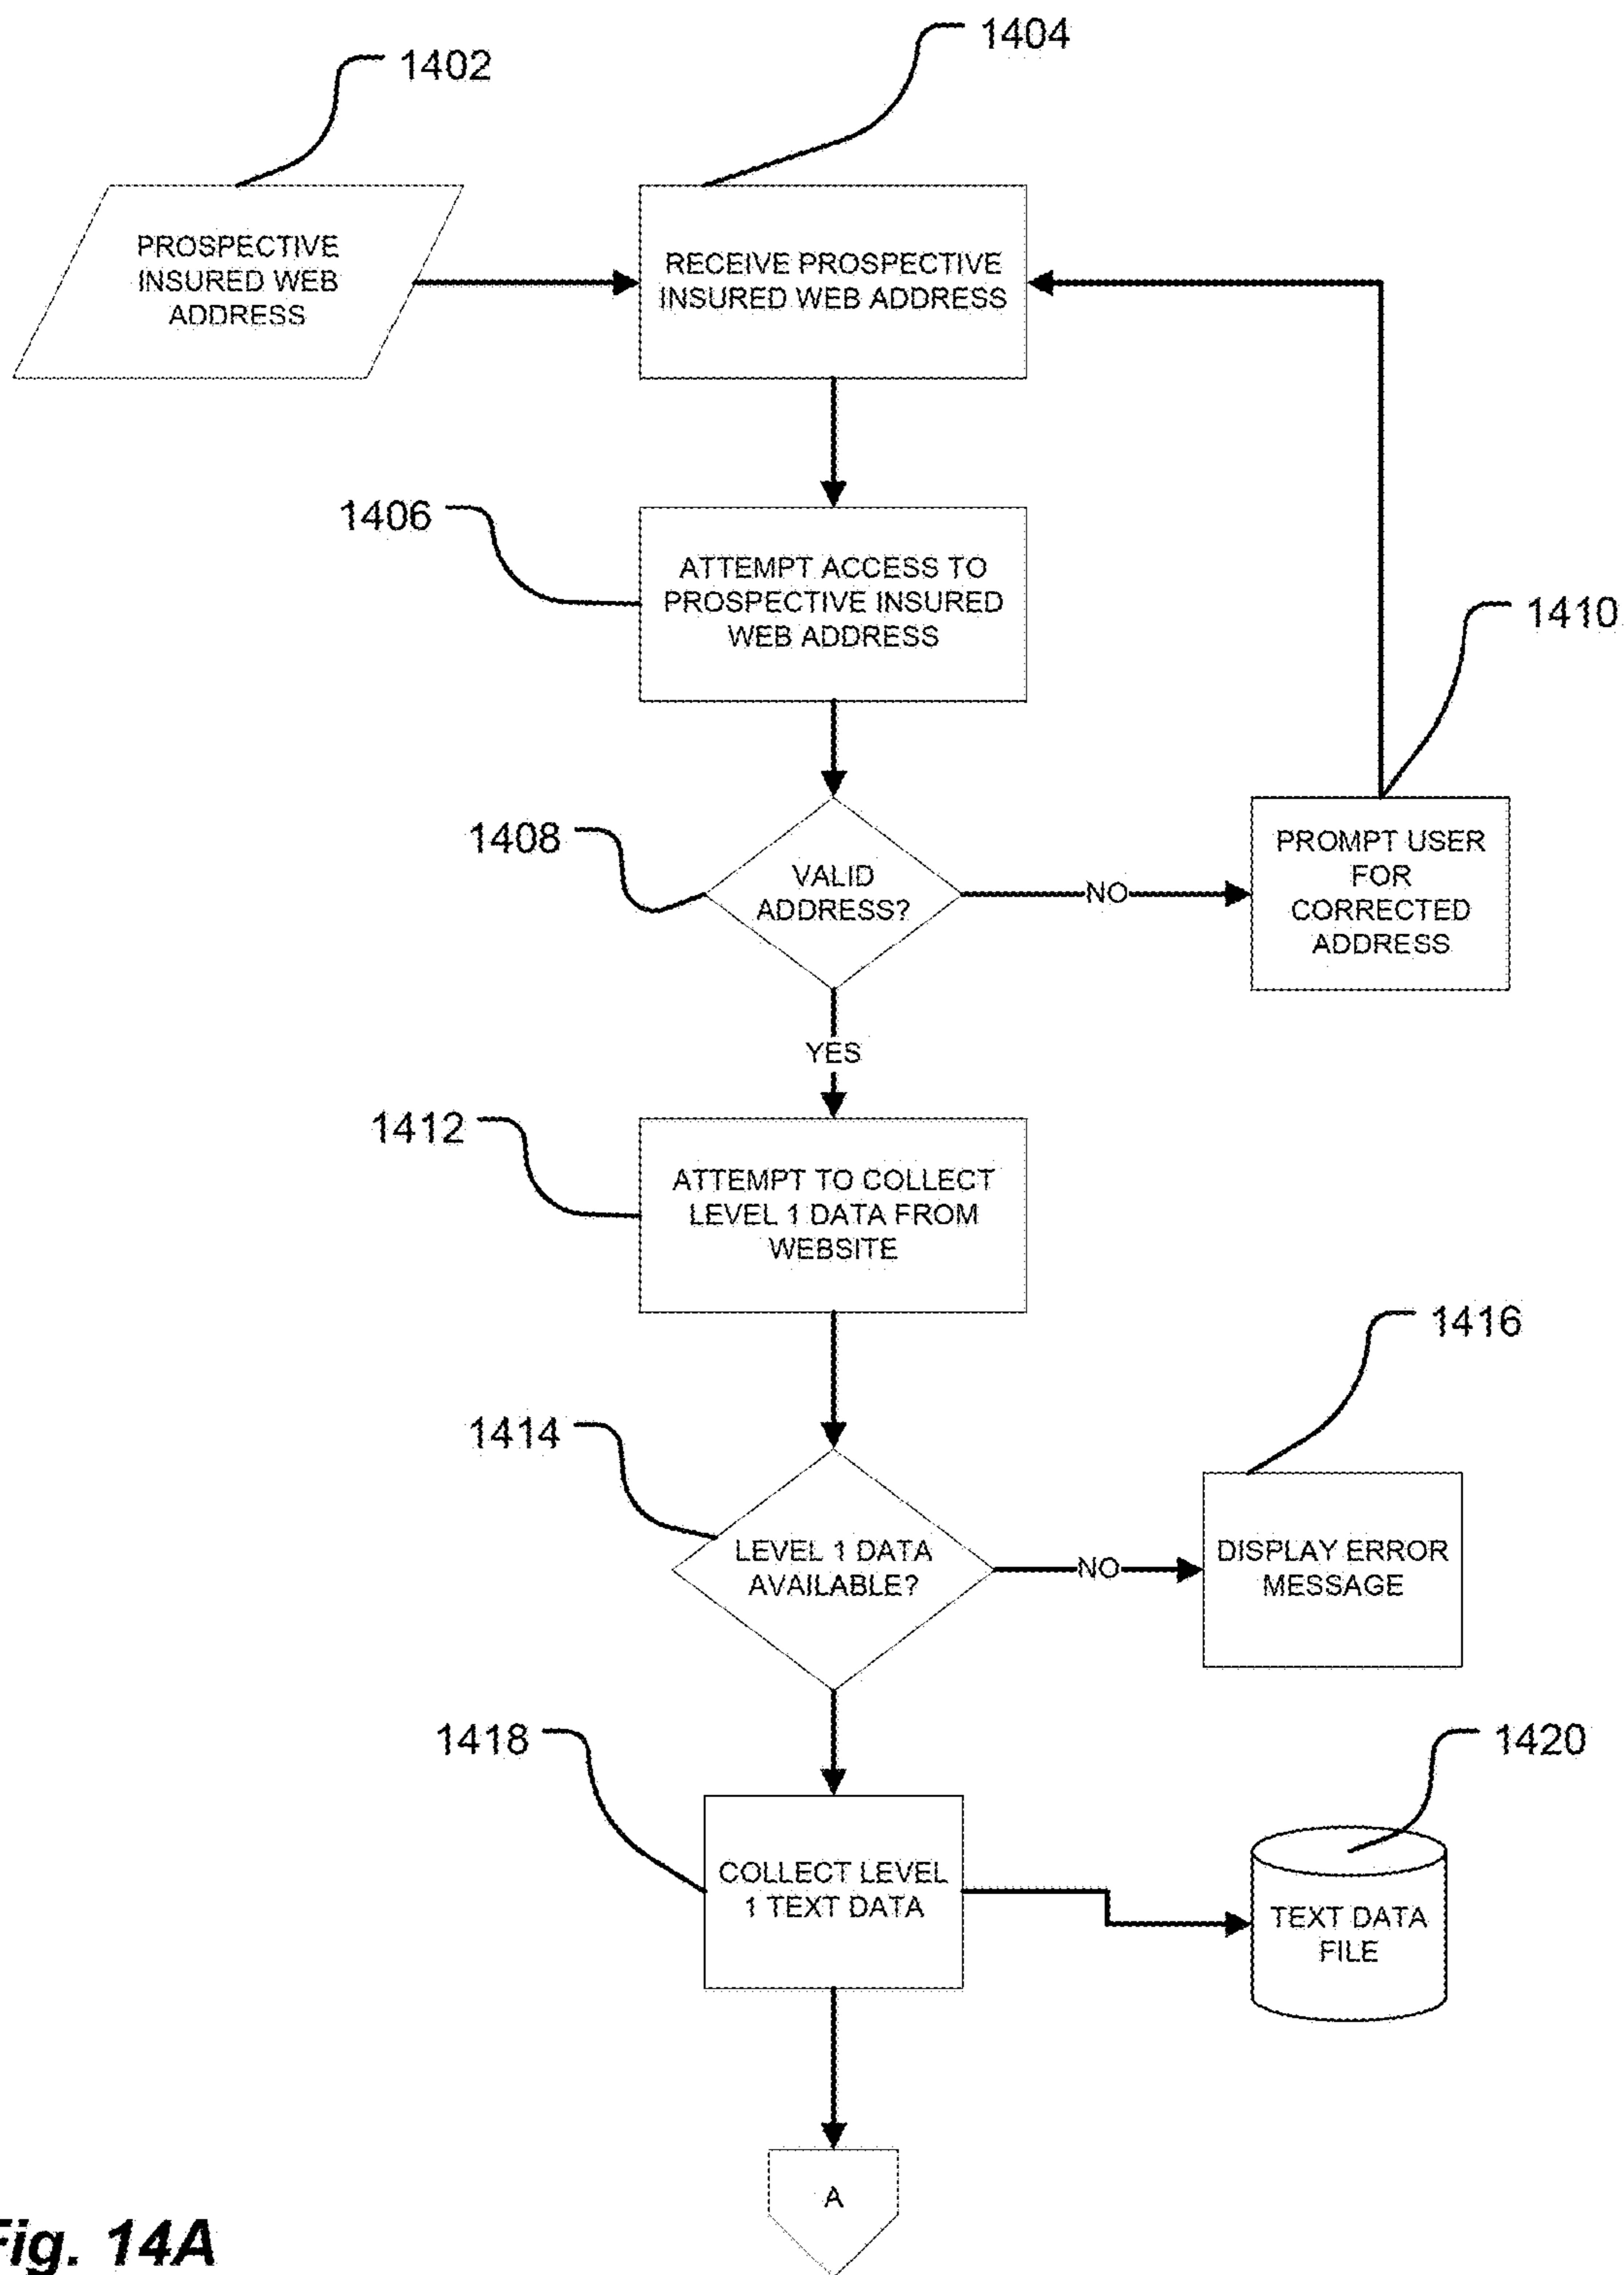 1404
1402
PROSPECTIVE
INSURED WEB
ADDRESS
RECEIVE PROSPECTIVE
INSURED WEB ADDRESS
1406
ATTEMPT ACCESS TO
PROSPECTIVE INSURED
WEB ADDRESS
1410
1408
VALID
ADDRESS?
NO
PROMPT USER
FOR
CORRECTED
ADDRESS
YES
1412
ATTEMPT TO COLLECT
LEVEL 1 DATA FROM
WEBSITE
1416
1414
LEVEL 1 DATA
AVAILABLE?
NO
DISPLAY ERROR
MESSAGE
1418
1420
COLLECT LEVEL
1 TEXT DATA
TEXT DATA
FILE
A
Fig. 14A